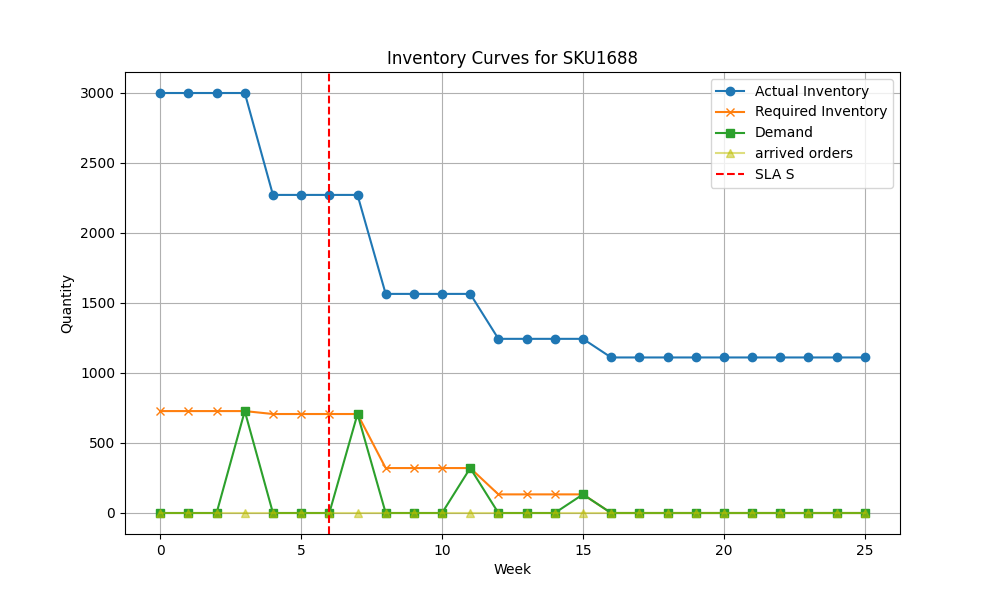 Inventory Curves for SKU1688
Quantity
3000
2500
2000
1500
1000
500
0
Actual Inventory
Required Inventory
Demand
arrived orders
SLA S
0 5 10 15 20 25
Week